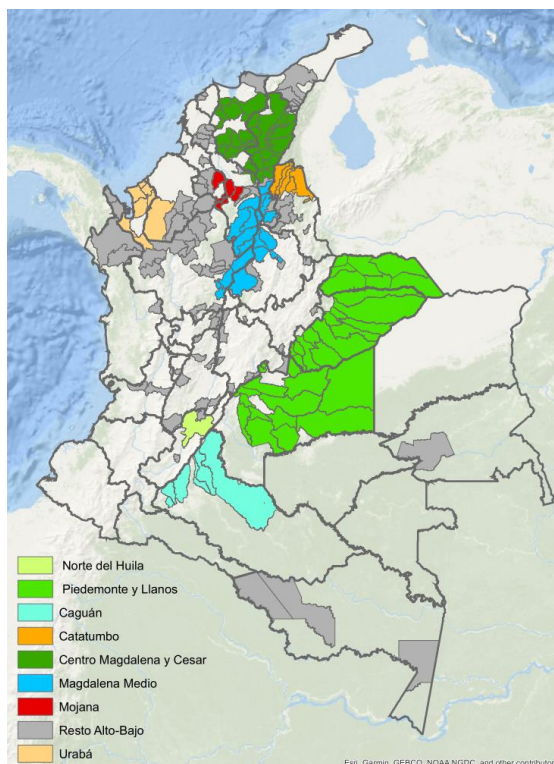 Norte del Huila
Piedemonte y Llanos
Caguán
Catatumbo
Centro Magdalena y Cesar
Magdalena Medio
Mojana
Resto Alto-Bajo
Urabá
Esri, Garmin, GEBCO, NOAA NGDC, and other contributors